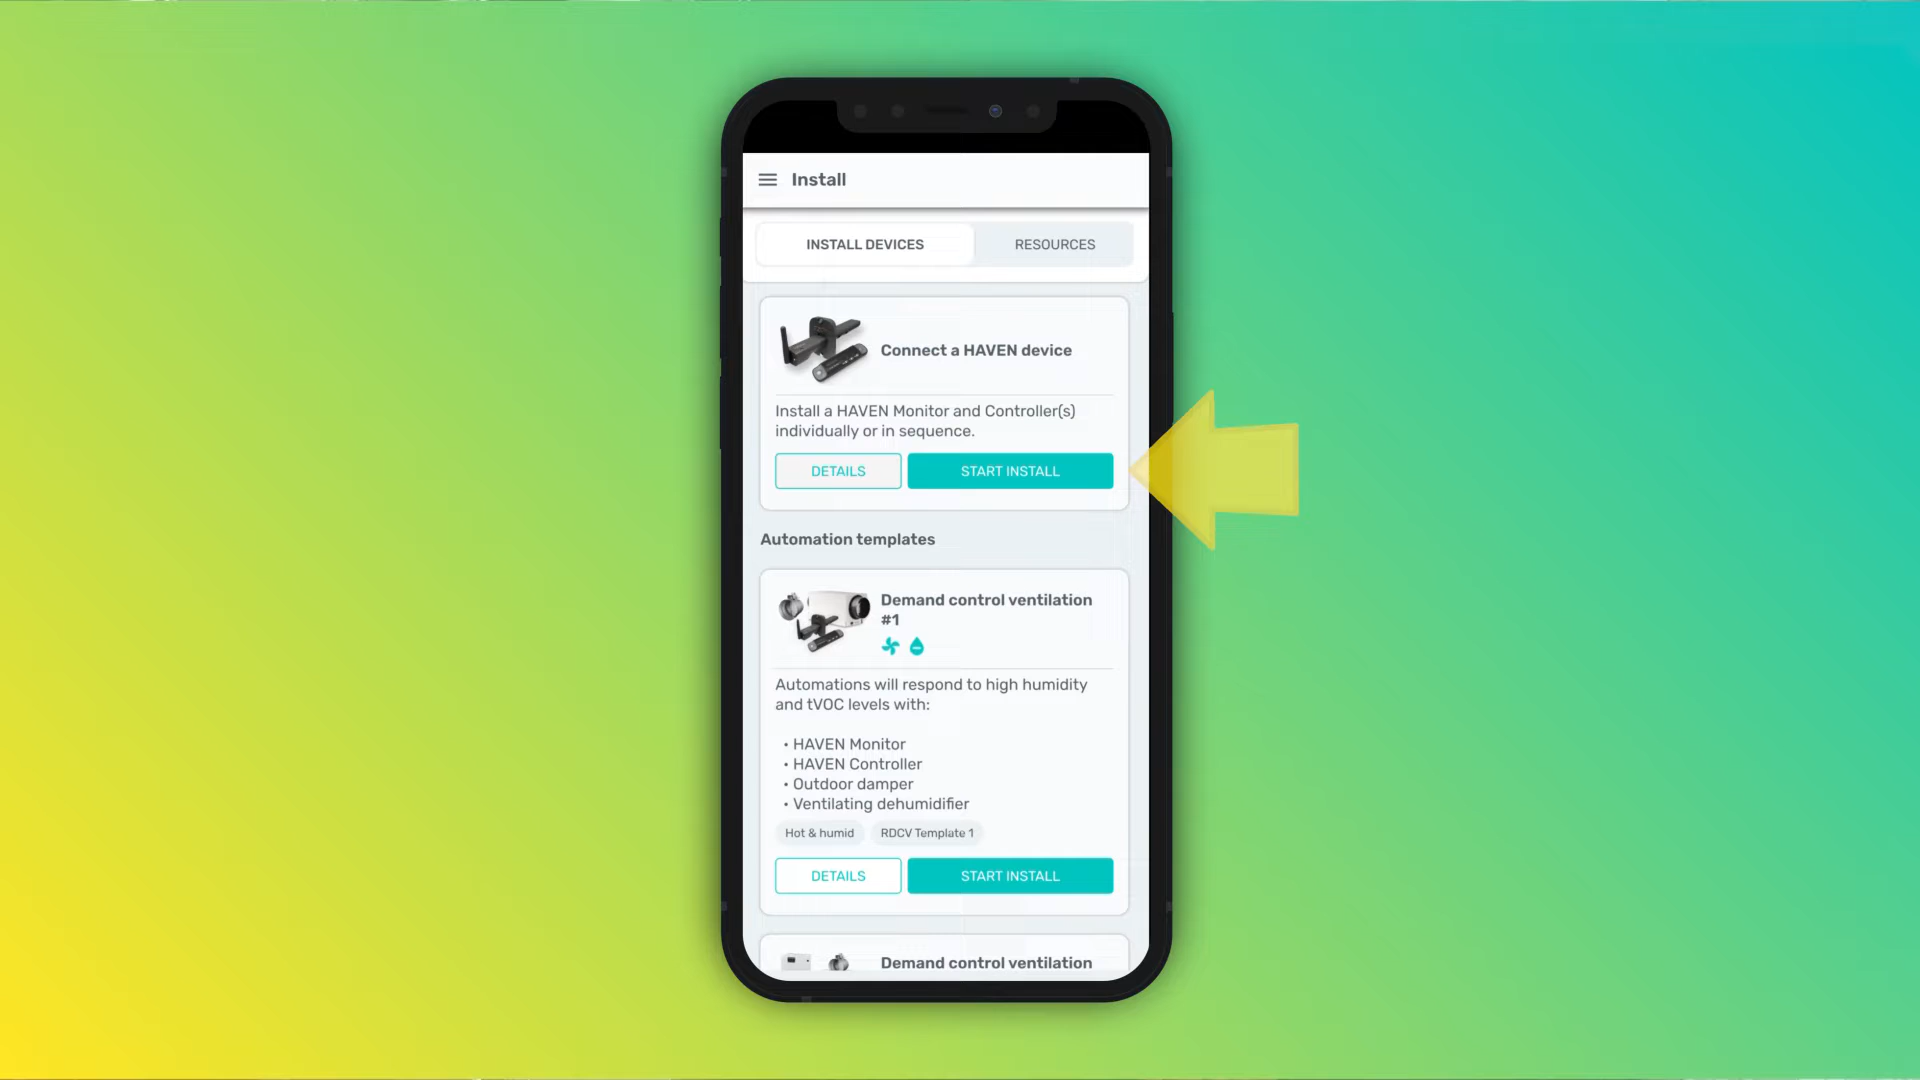 Install
INSTALL DEVICES
RESOURCES
Connect a HAVEN device
Install a HAVEN Monitor and Controller(s)
individually or in sequence.
DETAILS
START INSTALL
Automation templates
Demand control ventilation
#1
Automations will respond to high humidity
and tVOC levels with:
• HAVEN Monitor
• HAVEN Controller
• Outdoor damper
• Ventilating dehumidifier
Hot & humid
RDCV Template 1
DETAILS
START INSTALL
Demand control ventilation